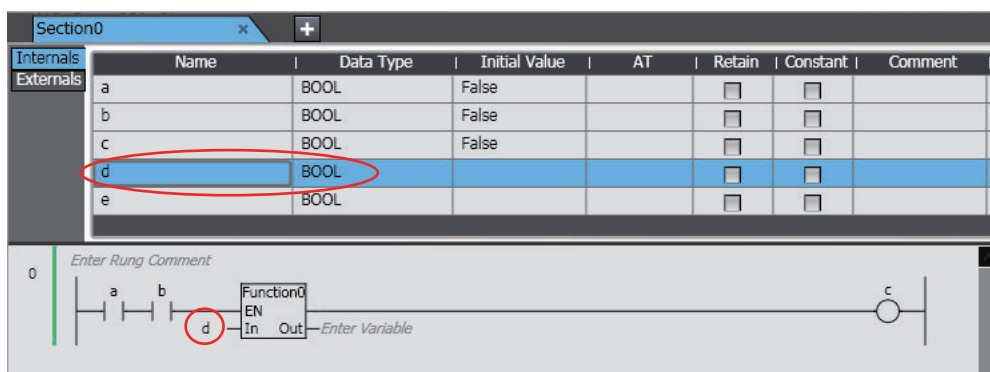 Section0 × +
Internals Name Data Type Initial Value AT Retain Constant Comment
Externals
a BOOL False
b BOOL False
c BOOL False
d BOOL
e BOOL
0 Enter Rung Comment
a b Function0 c
EN
d In Out Enter Variable